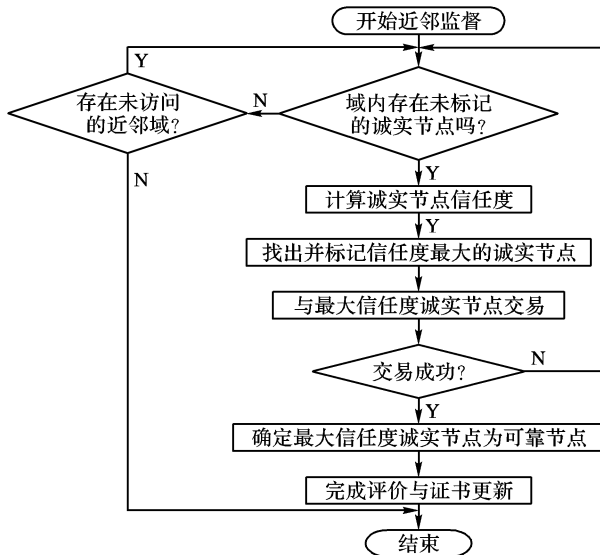 开始近邻监督
Y
存在未访问
的近邻域?
N
域内存在未标记
的诚实节点吗?
N
Y
计算诚实节点信任度
Y
找出并标记信任度最大的诚实节点
与最大信任度诚实节点交易
交易成功?
N
Y
确定最大信任度诚实节点为可靠节点
完成评价与证书更新
结束